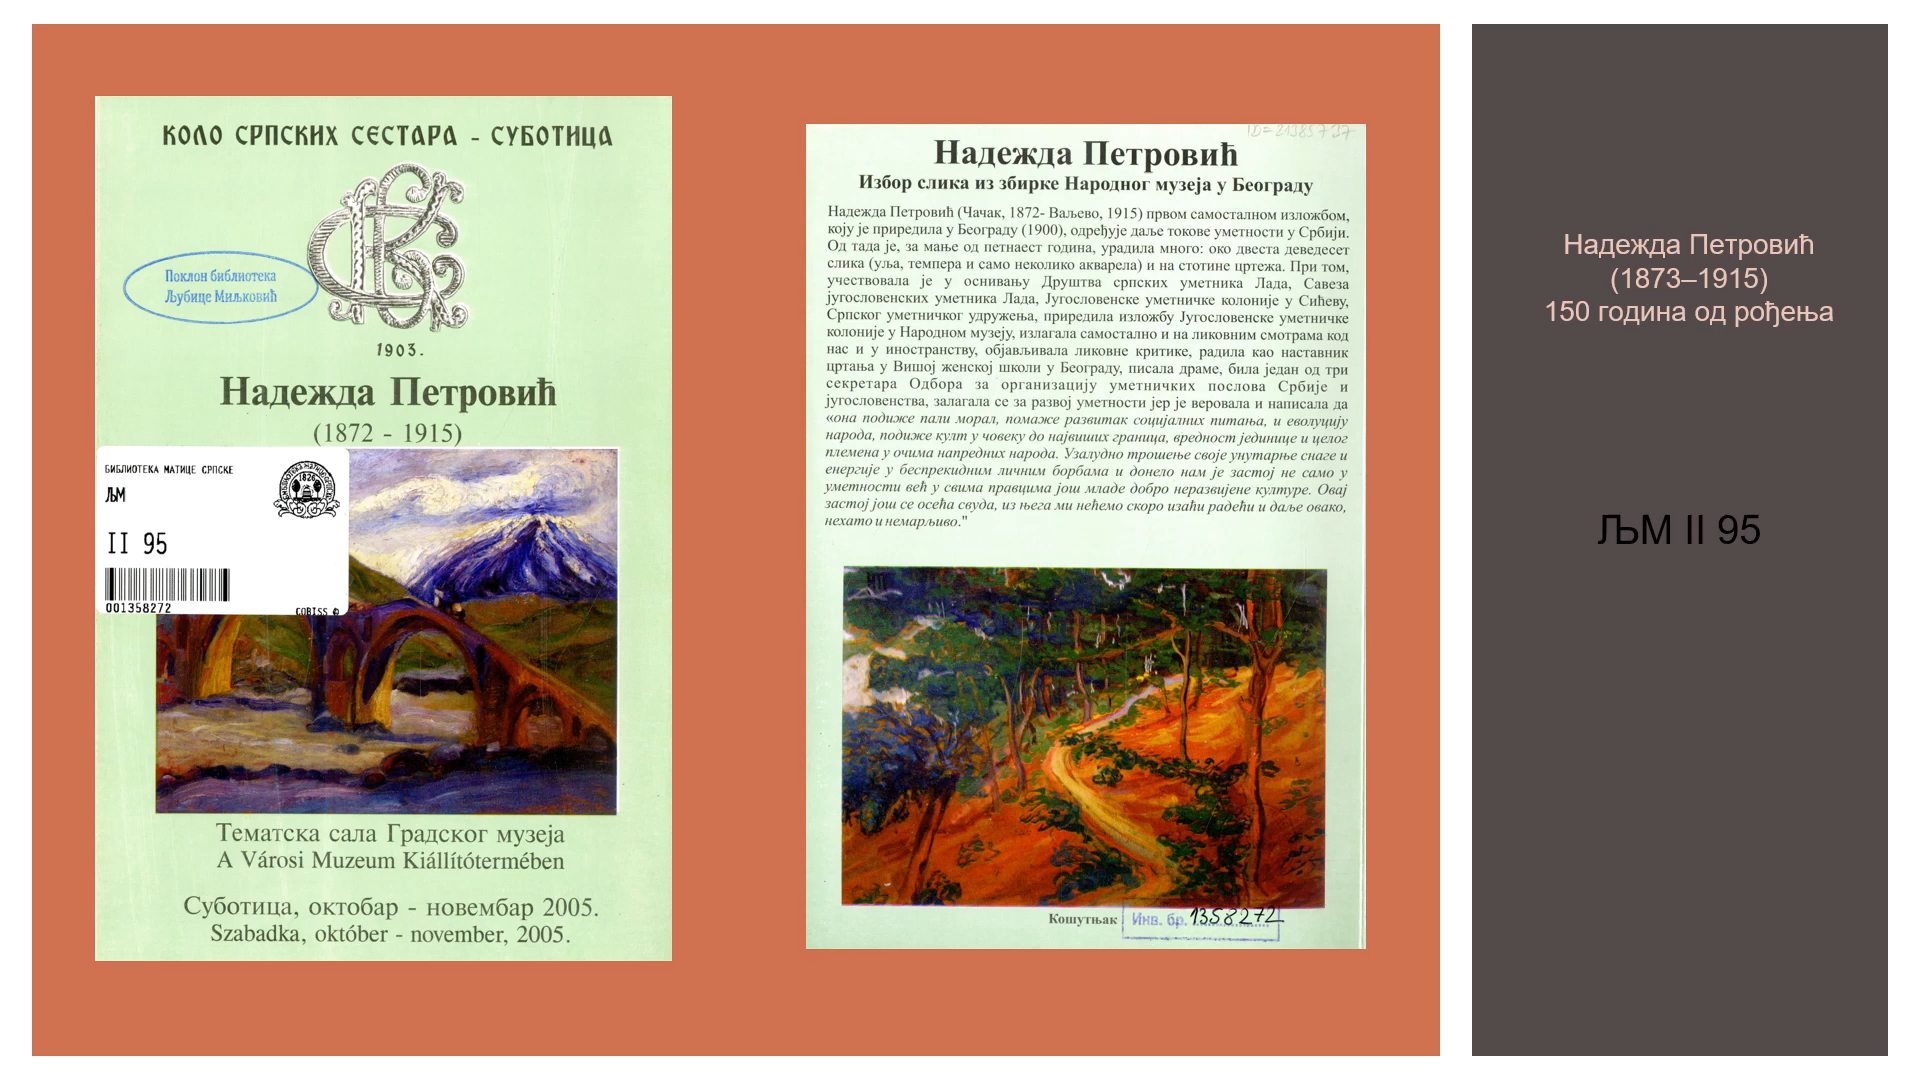 КОЛО СРПСКИХ СЕСТАРА - СУБОТИЦА
Поклон библиотека
Љубице Миљковић
1903.
Надежда Петровић
(1872 - 1915)
БИБЛИОТЕКА МАТИЦЕ СРПСКЕ
ЉМ
1826
II 95
001358272
COBISS ©
Тематска сала Градског музеја
A Városi Muzeum Kiállítótermében
Суботица, октобар - новембар 2005.
Szabadka, október - november, 2005.
ID=21385737
Надежда Петровић
Избор слика из збирке Народног музеја у Београду
Надежда Петровић (Чачак, 1872- Ваљево, 1915) првом самосталном изложбом,
коју је приредила у Београду (1900), одређује даље токове уметности у Србији.
Од тада је, за мање од петнаест година, урадила много: око двеста деведесет
слика (уља, темпера и само неколико акварела) и на стотине цртежа. При том,
учествовала је у оснивању Друштва српских уметника Лада, Савеза
југословенских уметника Лада, Југословенске уметничке колоније у Сићеву,
Српског уметничког удружења, приредила изложбу Југословенске уметничке
колоније у Народном музеју, излагала самостално и на ликовним смотрама код
нас и у иностранству, објављивала ликовне критике, радила као наставник
цртања у Вишој женској школи у Београду, писала драме, била један од три
секретара Одбора за организацију уметничких послова Србије и
југословенства, залагала се за развој уметности јер је веровала и написала да
«она подиже пали морал, помаже развитак социјалних питања, и еволуцију
народа, подиже култ у човеку до највиших граница, вредност јединице и целог
племена у очима напредних народа. Узалудно трошење своје унутарње снаге и
енергије у беспрекидним личним борбама и донело нам је застој не само у
уметности већ у свима правцима још младе добро неразвијене културе. Овај
застој још се осећа свуда, из њега ми нећемо скоро изаћи радећи и даље овако,
нехато и немарљиво."
Кошутњак
Инв. бр. 1358272
Надежда Петровић
(1873–1915)
150 година од рођења
ЉМ II 95